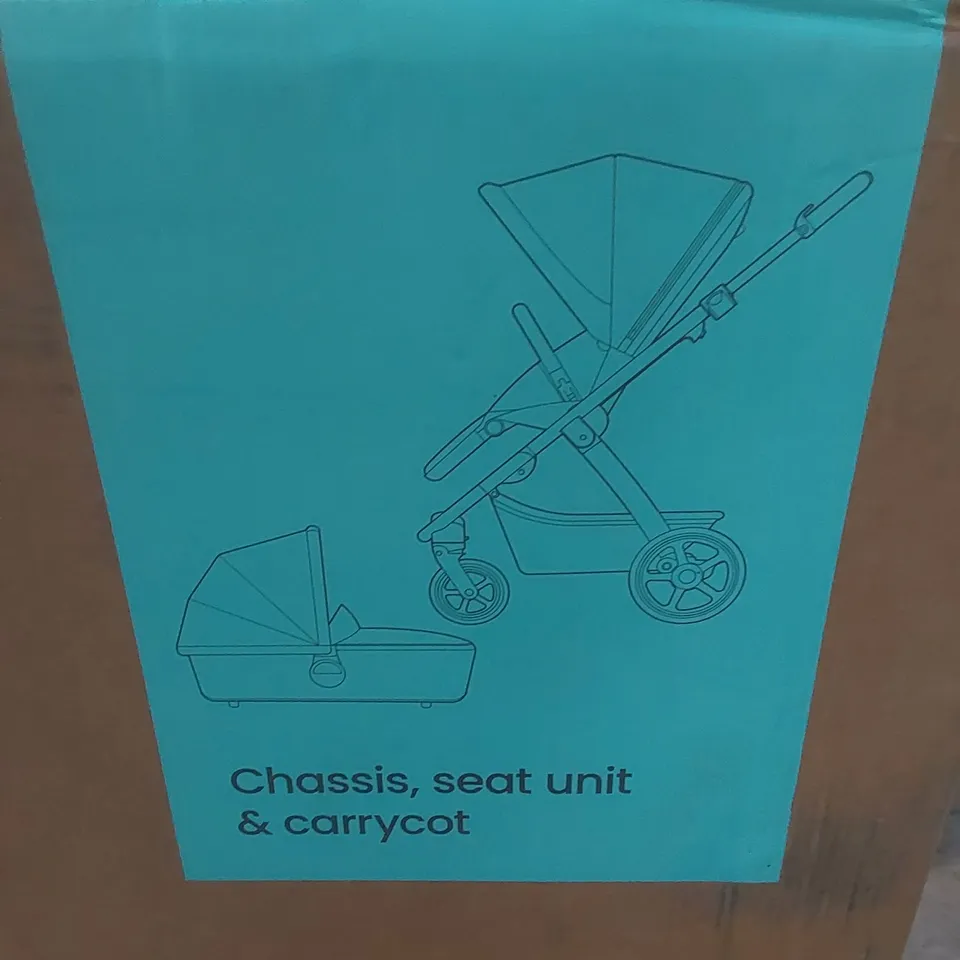 Chassis, seat unit
& carrycot